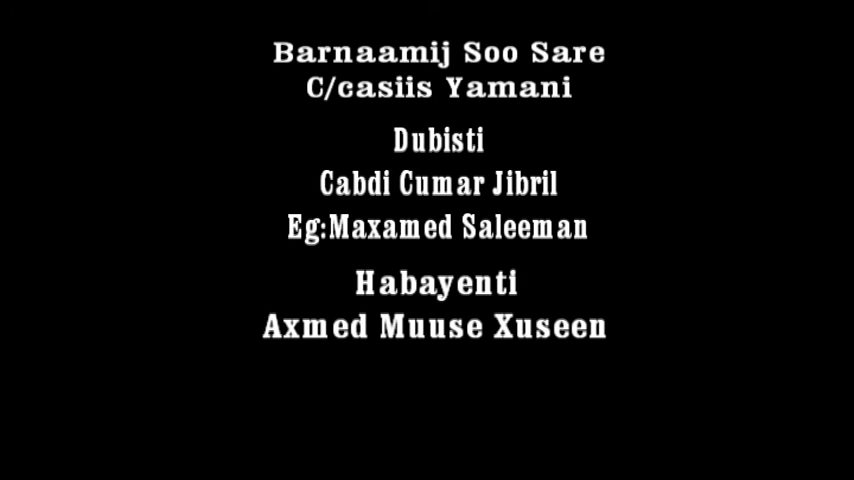 Barnaamij Soo Sare
C/casiis Yamani
Dubisti
Cabdi Cumar Jibril
Eg:Maxamed Saleeman
Habayenti
Axmed Muuse Xuseen